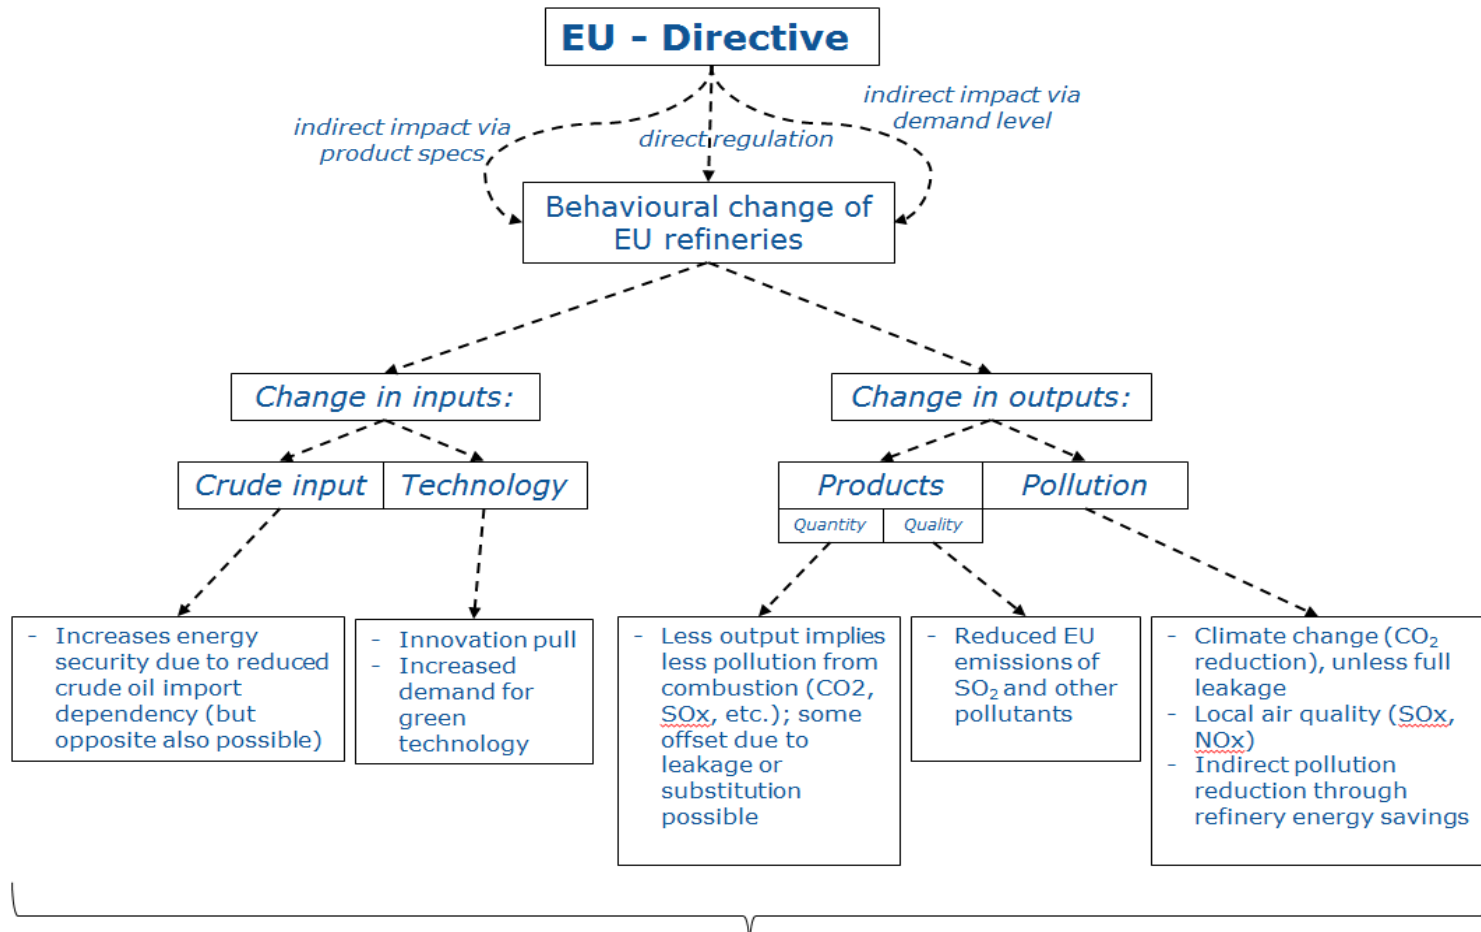 EU - Directive
indirect impact via
product specs
direct regulation
indirect impact via
demand level
Behavioural change of
EU refineries
Change in inputs:
Change in outputs:
Crude input
Technology
Products
Pollution
Quantity
Quality
- Increases energy
security due to reduced
crude oil import
dependency (but
opposite also possible)
- Innovation pull
- Increased
demand for
green
technology
- Less output implies
less pollution from
combustion (CO2,
SOx, etc.); some
offset due to
leakage or
substitution
possible
- Reduced EU
emissions of
SO₂ and other
pollutants
- Climate change (CO₂
reduction), unless full
leakage
- Local air quality (SOx,
NOx)
- Indirect pollution
reduction through
refinery energy savings